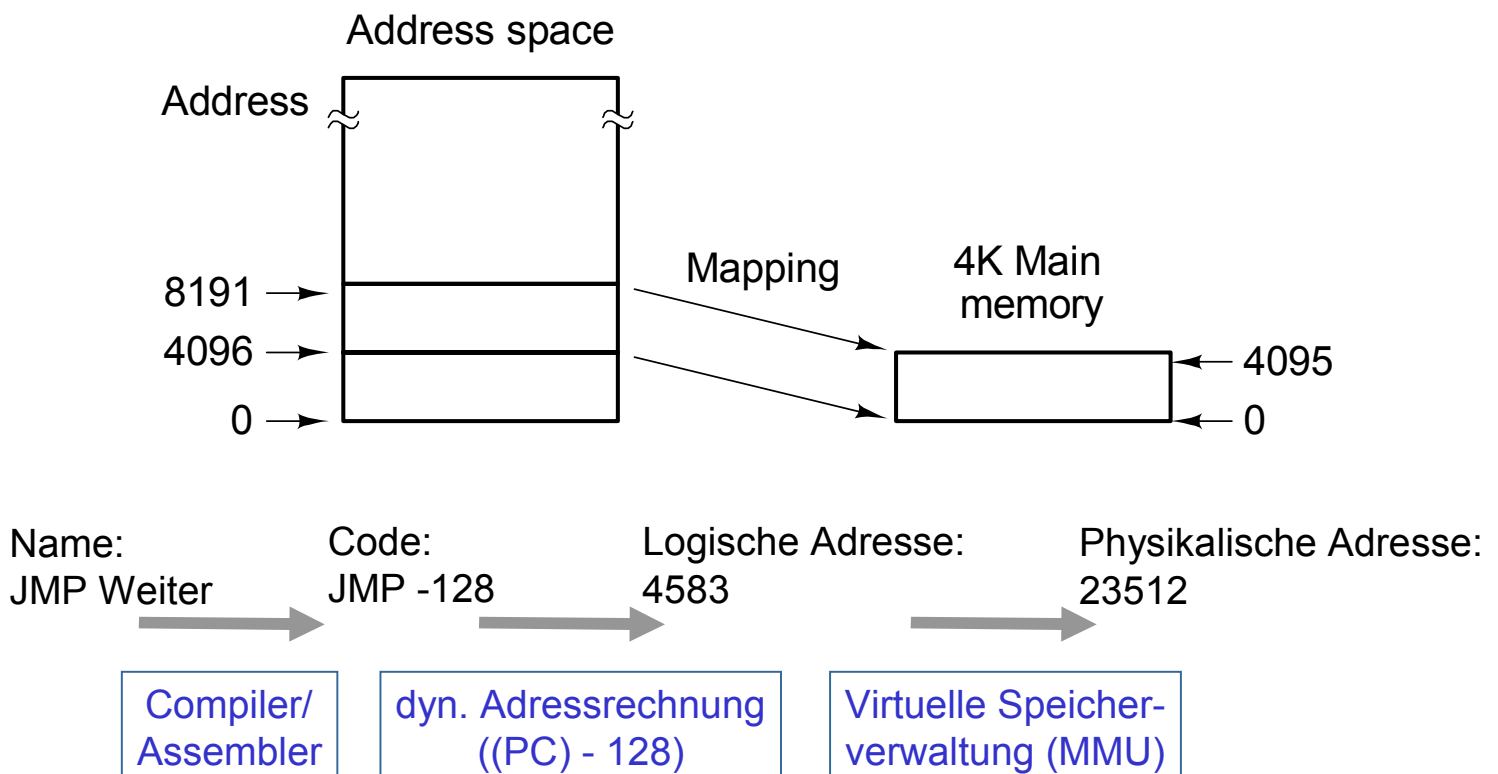 Address space
Address
8191
4096
0
Mapping
4K Main
memory
4095
0
Name:
JMP Weiter
Code:
JMP -128
Logische Adresse:
4583
Physikalische Adresse:
23512
Compiler/
Assembler
dyn. Adressrechnung
((PC) - 128)
Virtuelle Speicher-
verwaltung (MMU)